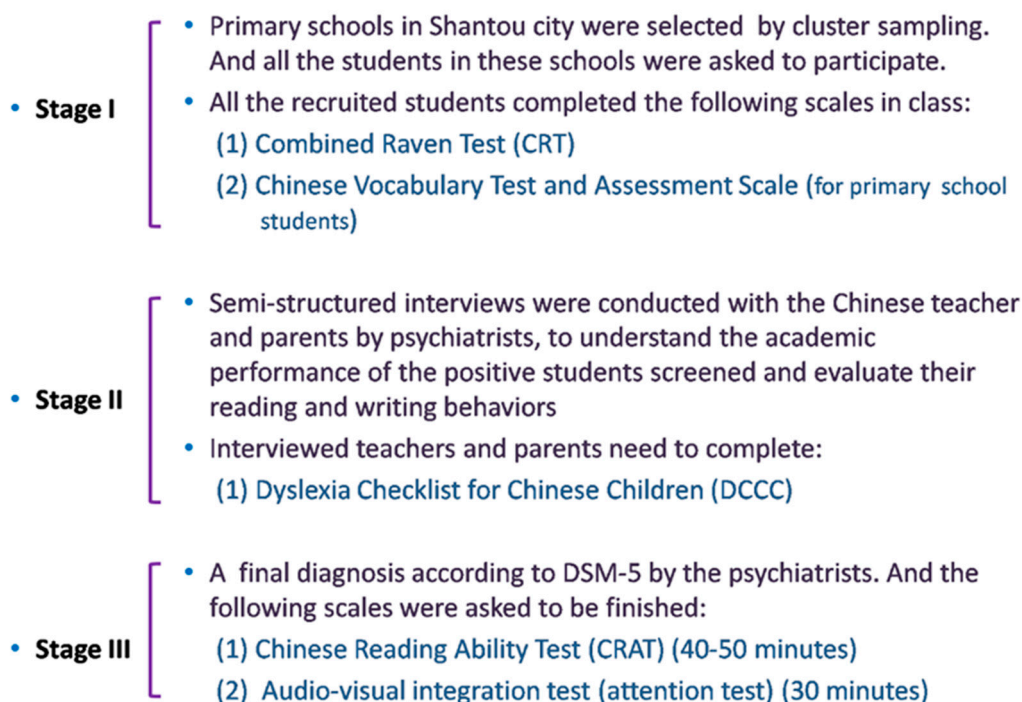 • Primary schools in Shantou city were selected by cluster sampling.
And all the students in these schools were asked to participate.
• Stage I
• All the recruited students completed the following scales in class:
(1) Combined Raven Test (CRT)
(2) Chinese Vocabulary Test and Assessment Scale (for primary school
students)
• Semi-structured interviews were conducted with the Chinese teacher
and parents by psychiatrists, to understand the academic
performance of the positive students screened and evaluate their
• Stage II
reading and writing behaviors
• Interviewed teachers and parents need to complete:
(1) Dyslexia Checklist for Chinese Children (DCCC)
• A final diagnosis according to DSM-5 by the psychiatrists. And the
following scales were asked to be finished:
• Stage III
(1) Chinese Reading Ability Test (CRAT) (40-50 minutes)
(2) Audio-visual integration test (attention test) (30 minutes)